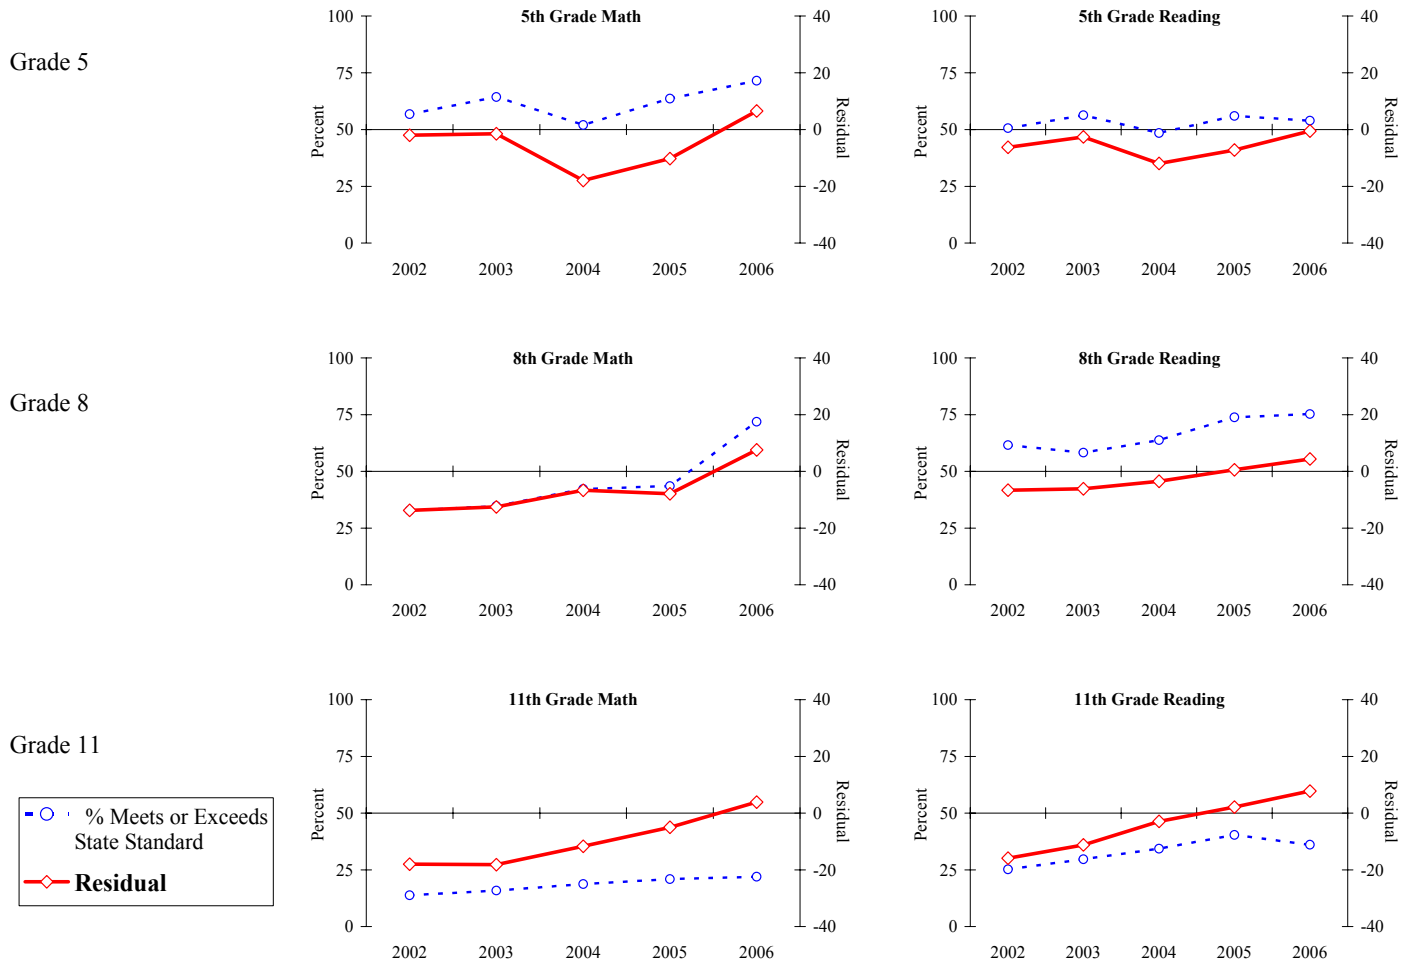 Grade 5
5th Grade Math
100
75
50
25
0
Percent
40
20
0
-20
-40
Residual
2002 2003 2004 2005 2006
5th Grade Reading
100
75
50
25
0
Percent
40
20
0
-20
-40
Residual
2002 2003 2004 2005 2006
Grade 8
8th Grade Math
100
75
50
25
0
Percent
40
20
0
-20
-40
Residual
2002 2003 2004 2005 2006
8th Grade Reading
100
75
50
25
0
Percent
40
20
0
-20
-40
Residual
2002 2003 2004 2005 2006
Grade 11
% Meets or Exceeds
State Standard
Residual
11th Grade Math
100
75
50
25
0
Percent
40
20
0
-20
-40
Residual
2002 2003 2004 2005 2006
11th Grade Reading
100
75
50
25
0
Percent
40
20
0
-20
-40
Residual
2002 2003 2004 2005 2006